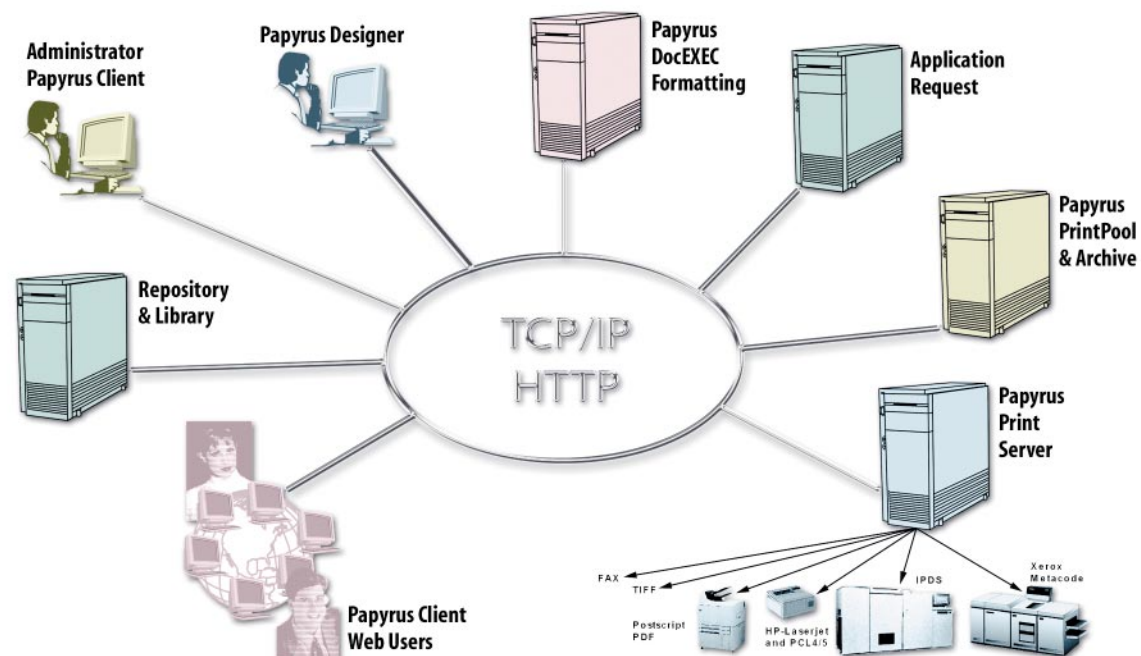 Administrator
Papyrus Client
Papyrus Designer
Papyrus
DocEXEC
Formatting
Application
Request
Papyrus
PrintPool
& Archive
Repository
& Library
TCP/IP
HTTP
Papyrus
Print
Server
Papyrus Client
Web Users
FAX
TIFF
Postscript
PDF
HP-Laserjet
and PCL4/5
IPDS
Xerox
Metacode